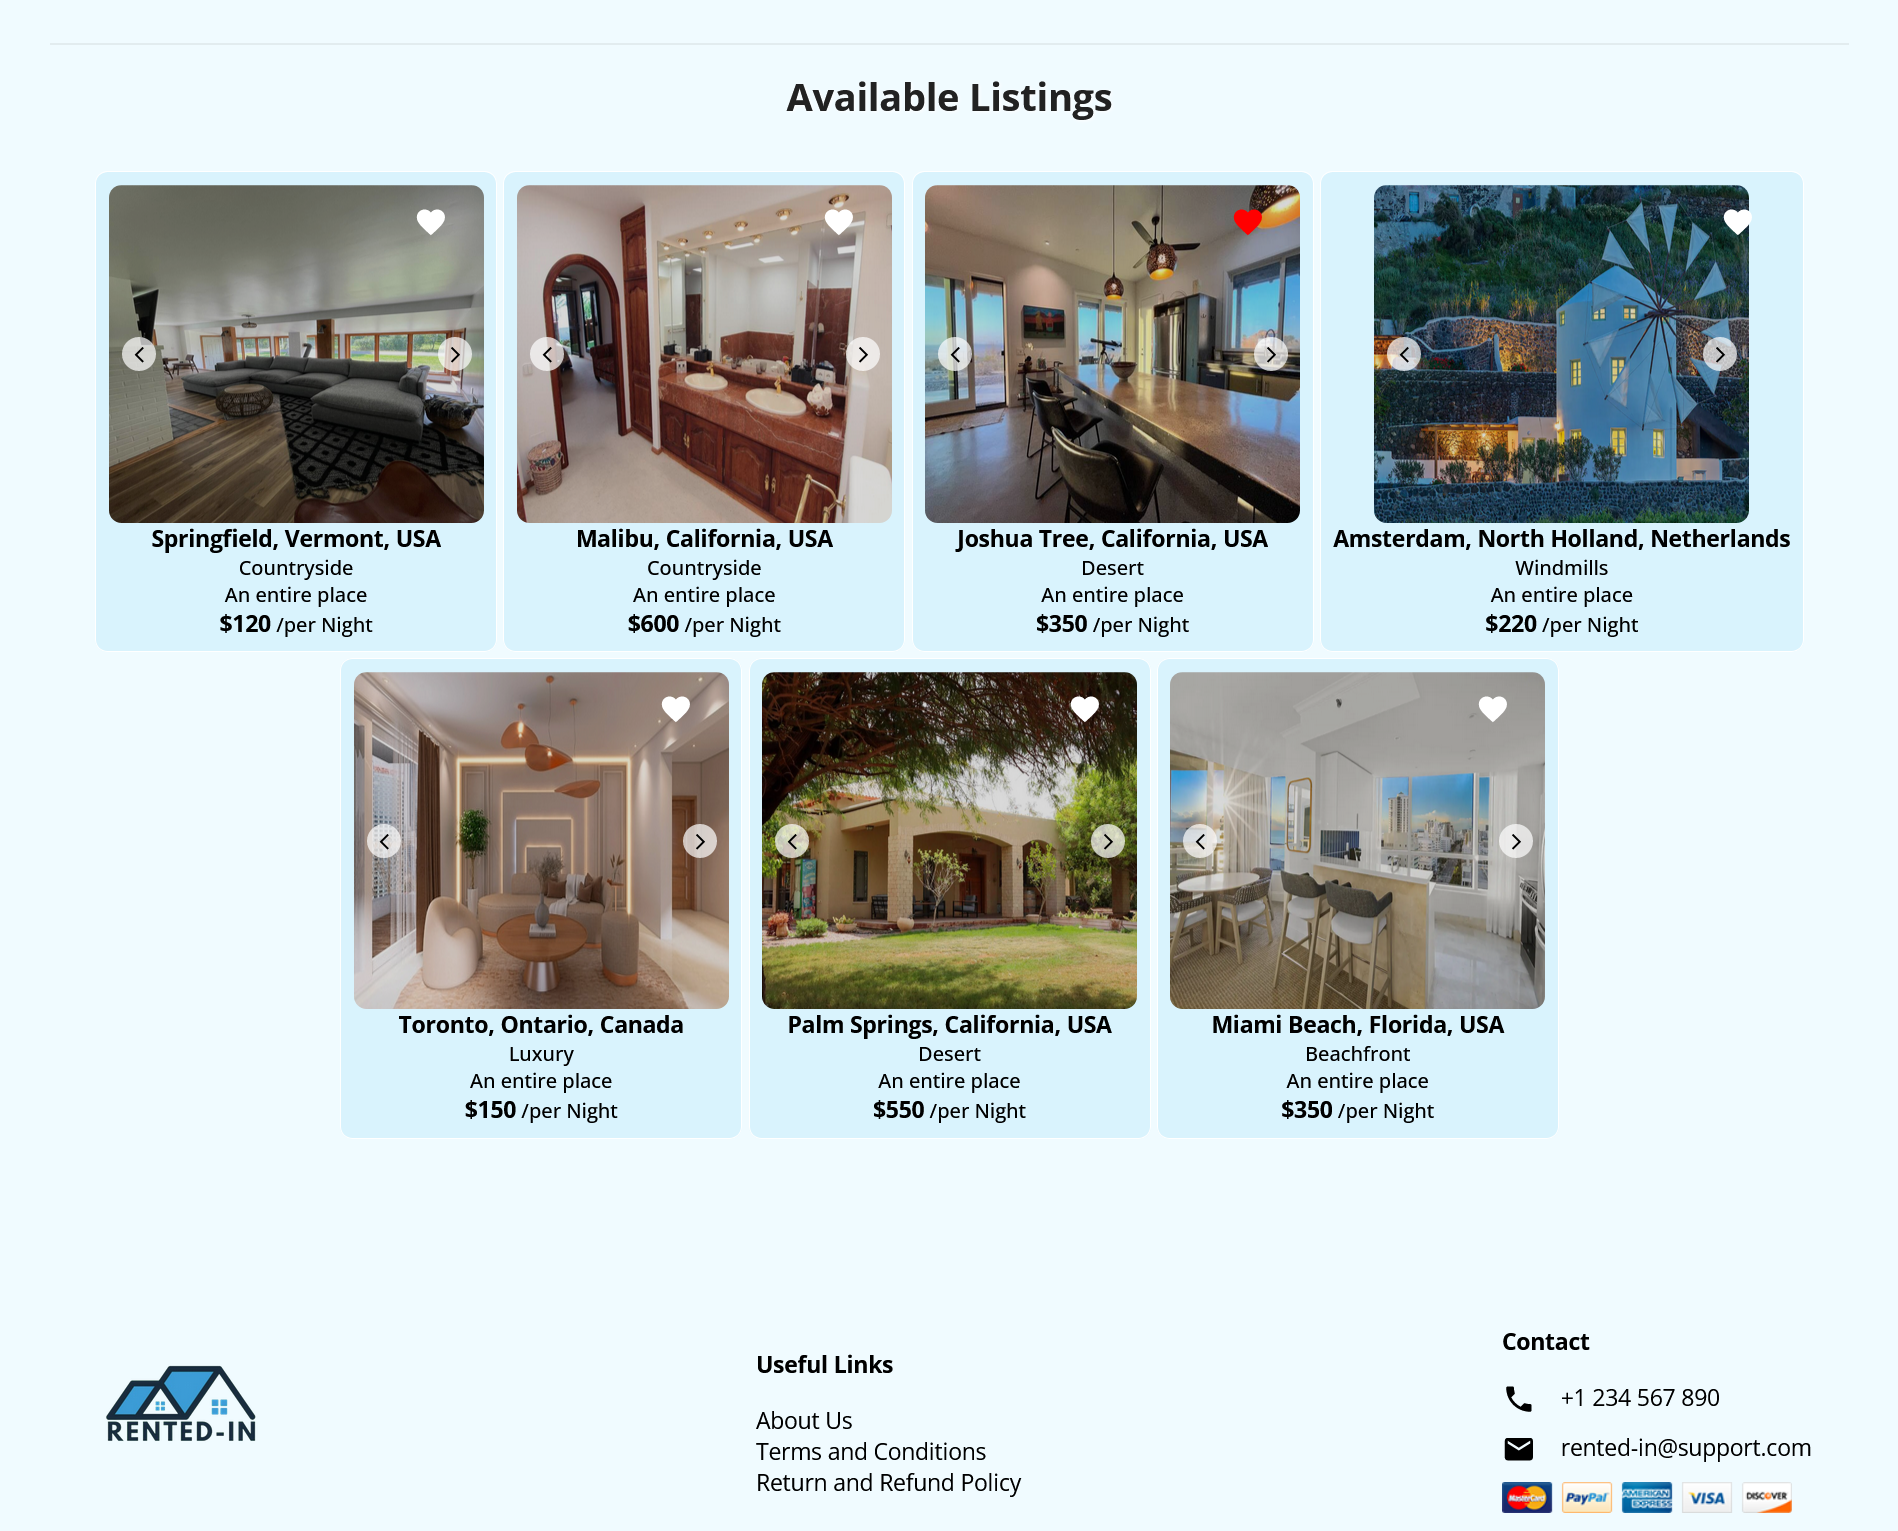 Available Listings
Springfield, Vermont, USA
Countryside
An entire place
$120 /per Night
Malibu, California, USA
Countryside
An entire place
$600 /per Night
Joshua Tree, California, USA
Desert
An entire place
$350 /per Night
Amsterdam, North Holland, Netherlands
Windmills
An entire place
$220 /per Night
Toronto, Ontario, Canada
Luxury
An entire place
$150 /per Night
Palm Springs, California, USA
Desert
An entire place
$550 /per Night
Miami Beach, Florida, USA
Beachfront
An entire place
$350 /per Night
RENTED-IN
Useful Links
About Us
Terms and Conditions
Return and Refund Policy
Contact
+1 234 567 890
rented-in@support.com
MasterCard
PayPal
AMERICAN EXPRESS
VISA
DISCOVER